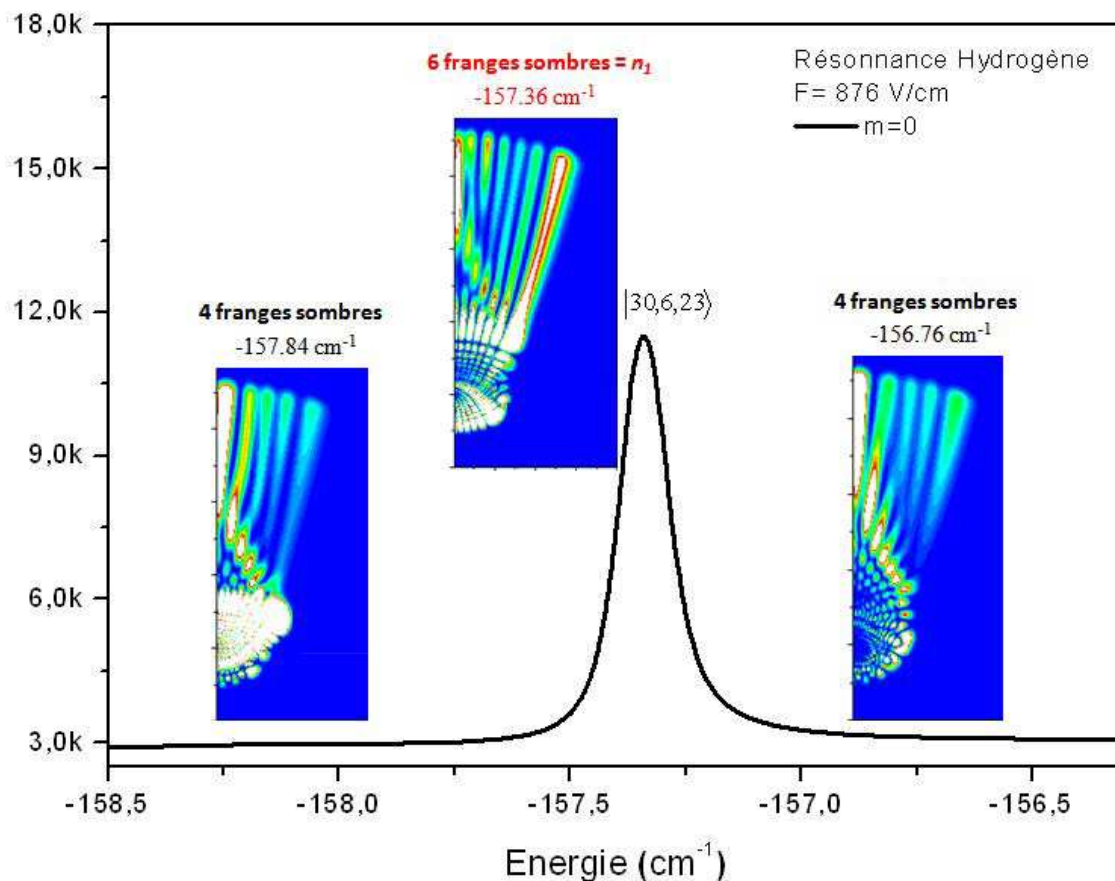 18,0k
15,0k
12,0k
9,0k
6,0k
3,0k
6 franges sombres = n₁
-157.36 cm⁻¹
Résonnance Hydrogène
F= 876 V/cm
m=0
4 franges sombres
-157.84 cm⁻¹
|30,6,23⟩
4 franges sombres
-156.76 cm⁻¹
-158,5
-158,0
-157,5
-157,0
-156,5
Energie (cm⁻¹)